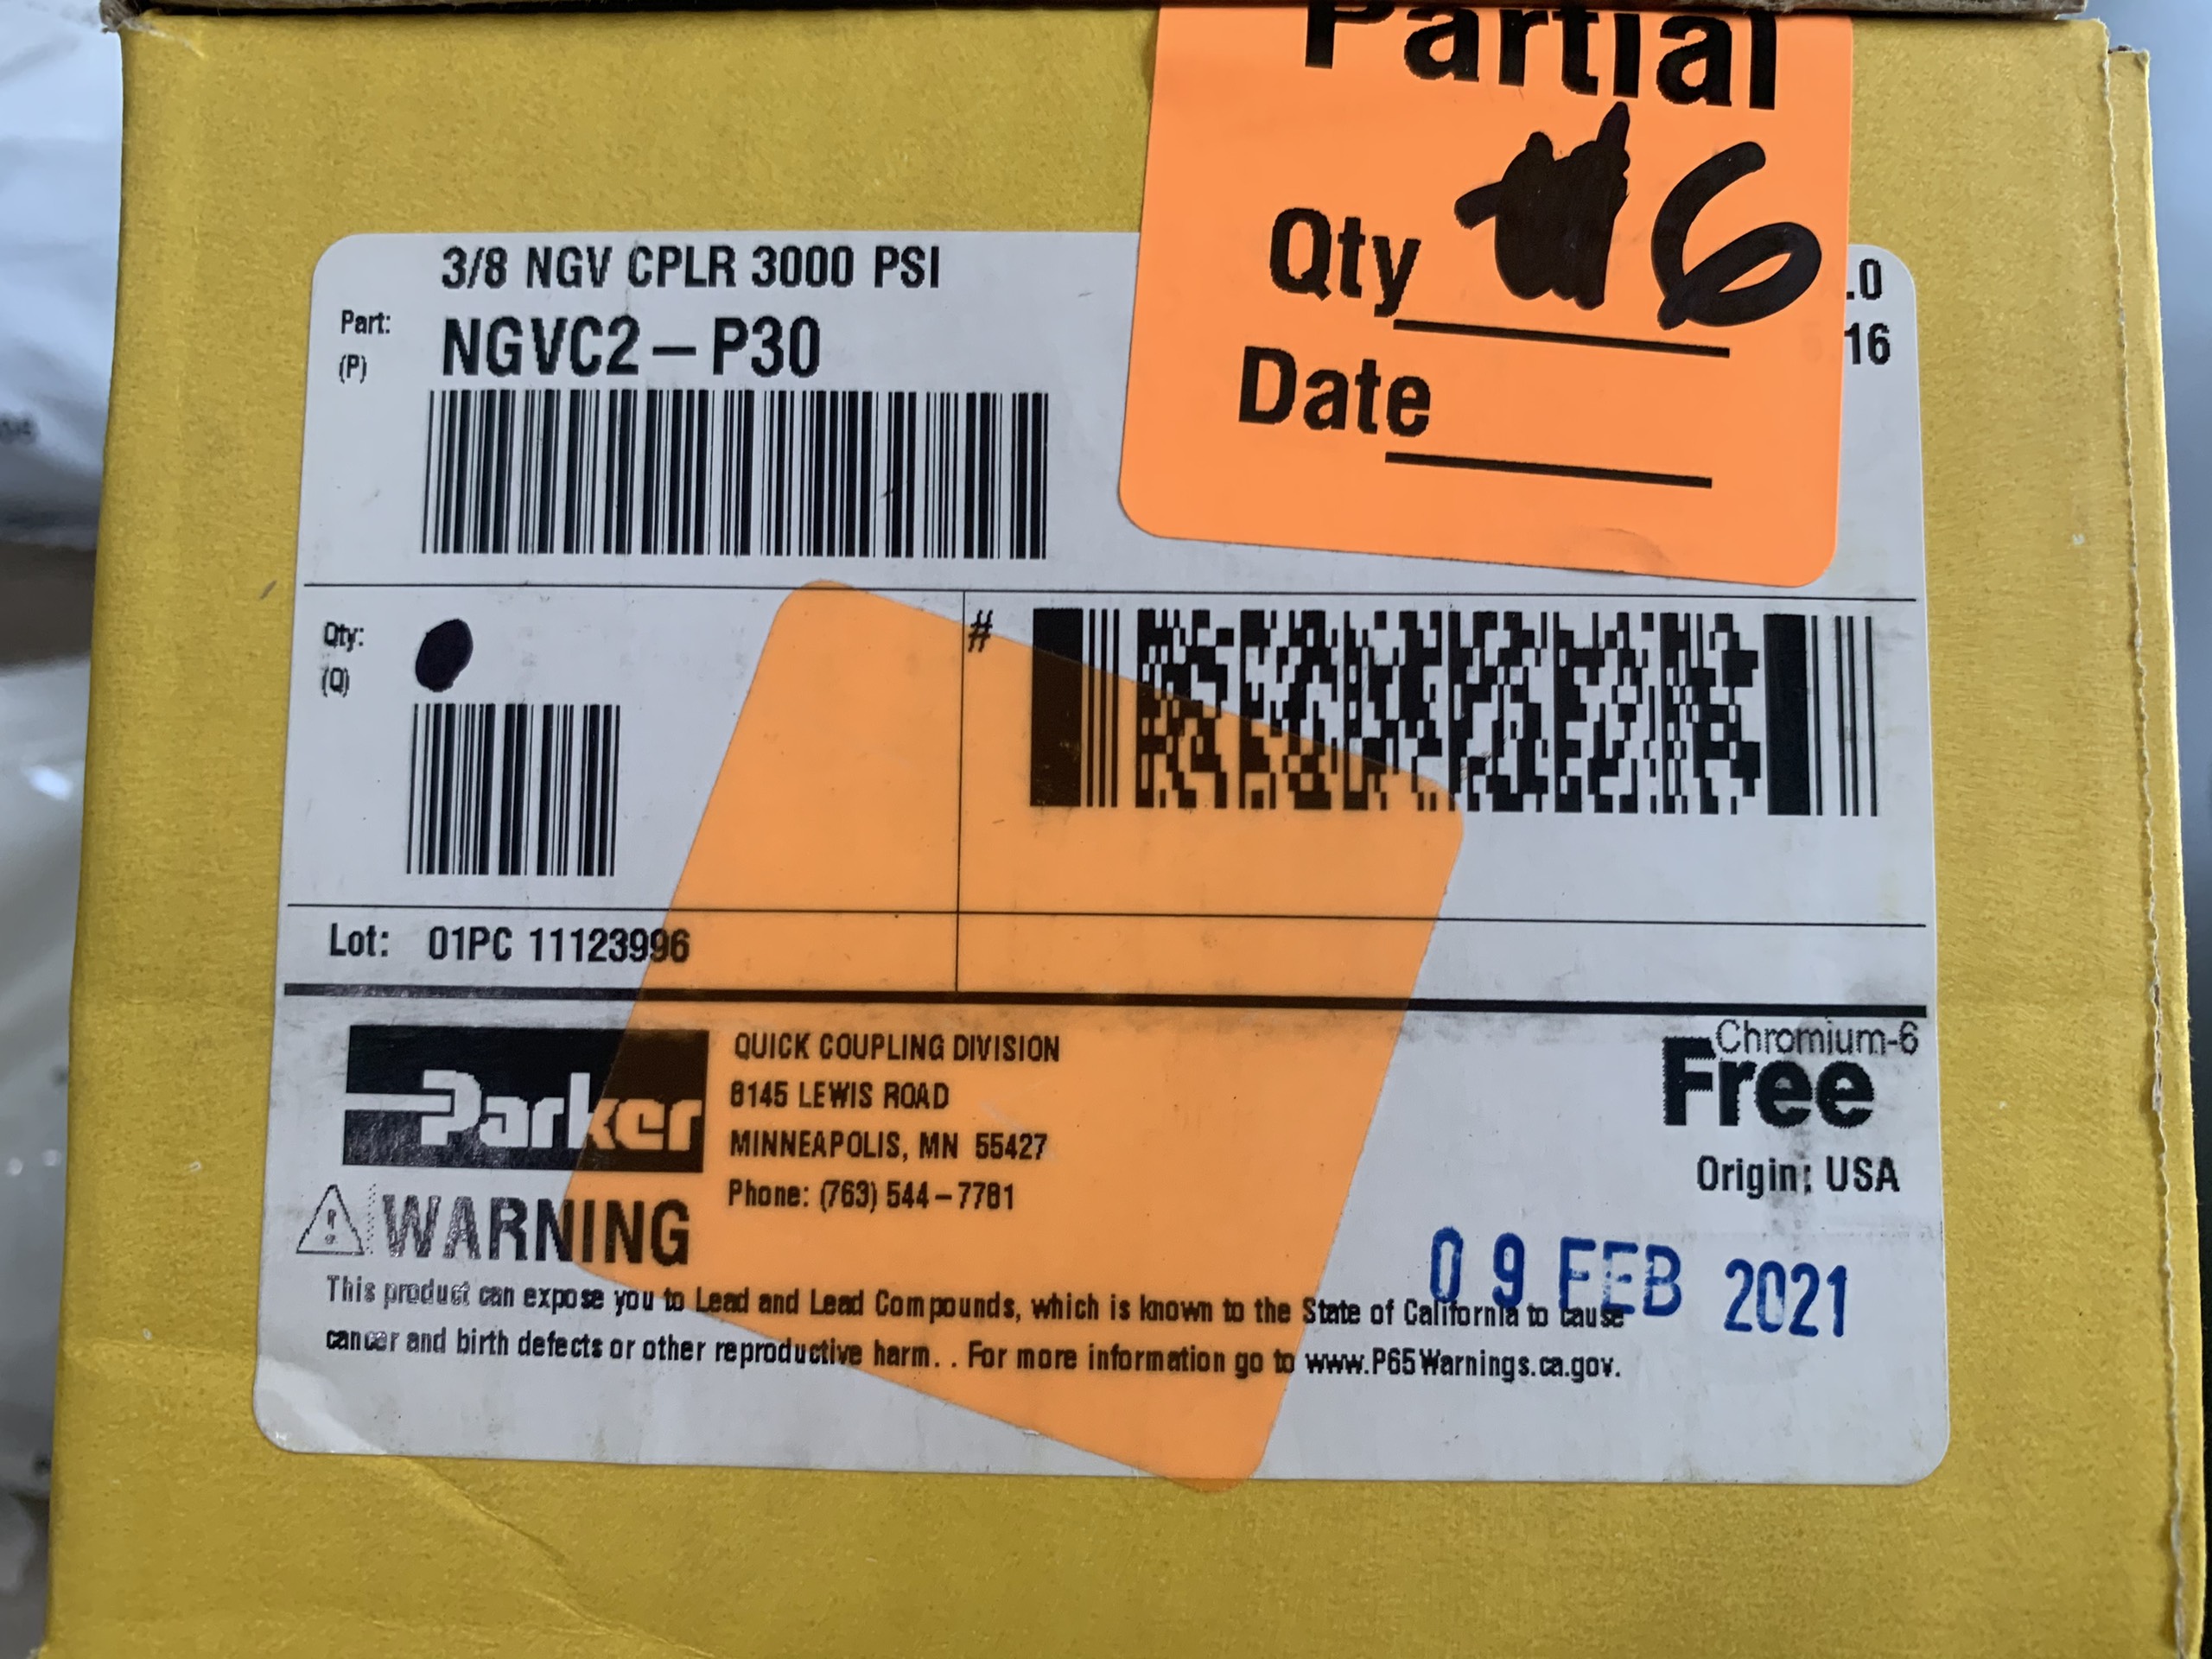 Partial
Qty 6
Date
3/8 NGV CPLR 3000 PSI
.0
Part:
(P)
NGVC2-P30
16
Qty:
(Q)
#
Lot: 01PC 11123996
Parker
QUICK COUPLING DIVISION
8145 LEWIS ROAD
MINNEAPOLIS, MN 55427
Phone: (763) 544-7781
Chromium-6
Free
Origin: USA
WARNING
09 FEB 2021
This product can expose you to Lead and Lead Compounds, which is known to the State of California to cause
cancer and birth defects or other reproductive harm. . For more information go to www.P65Warnings.ca.gov.